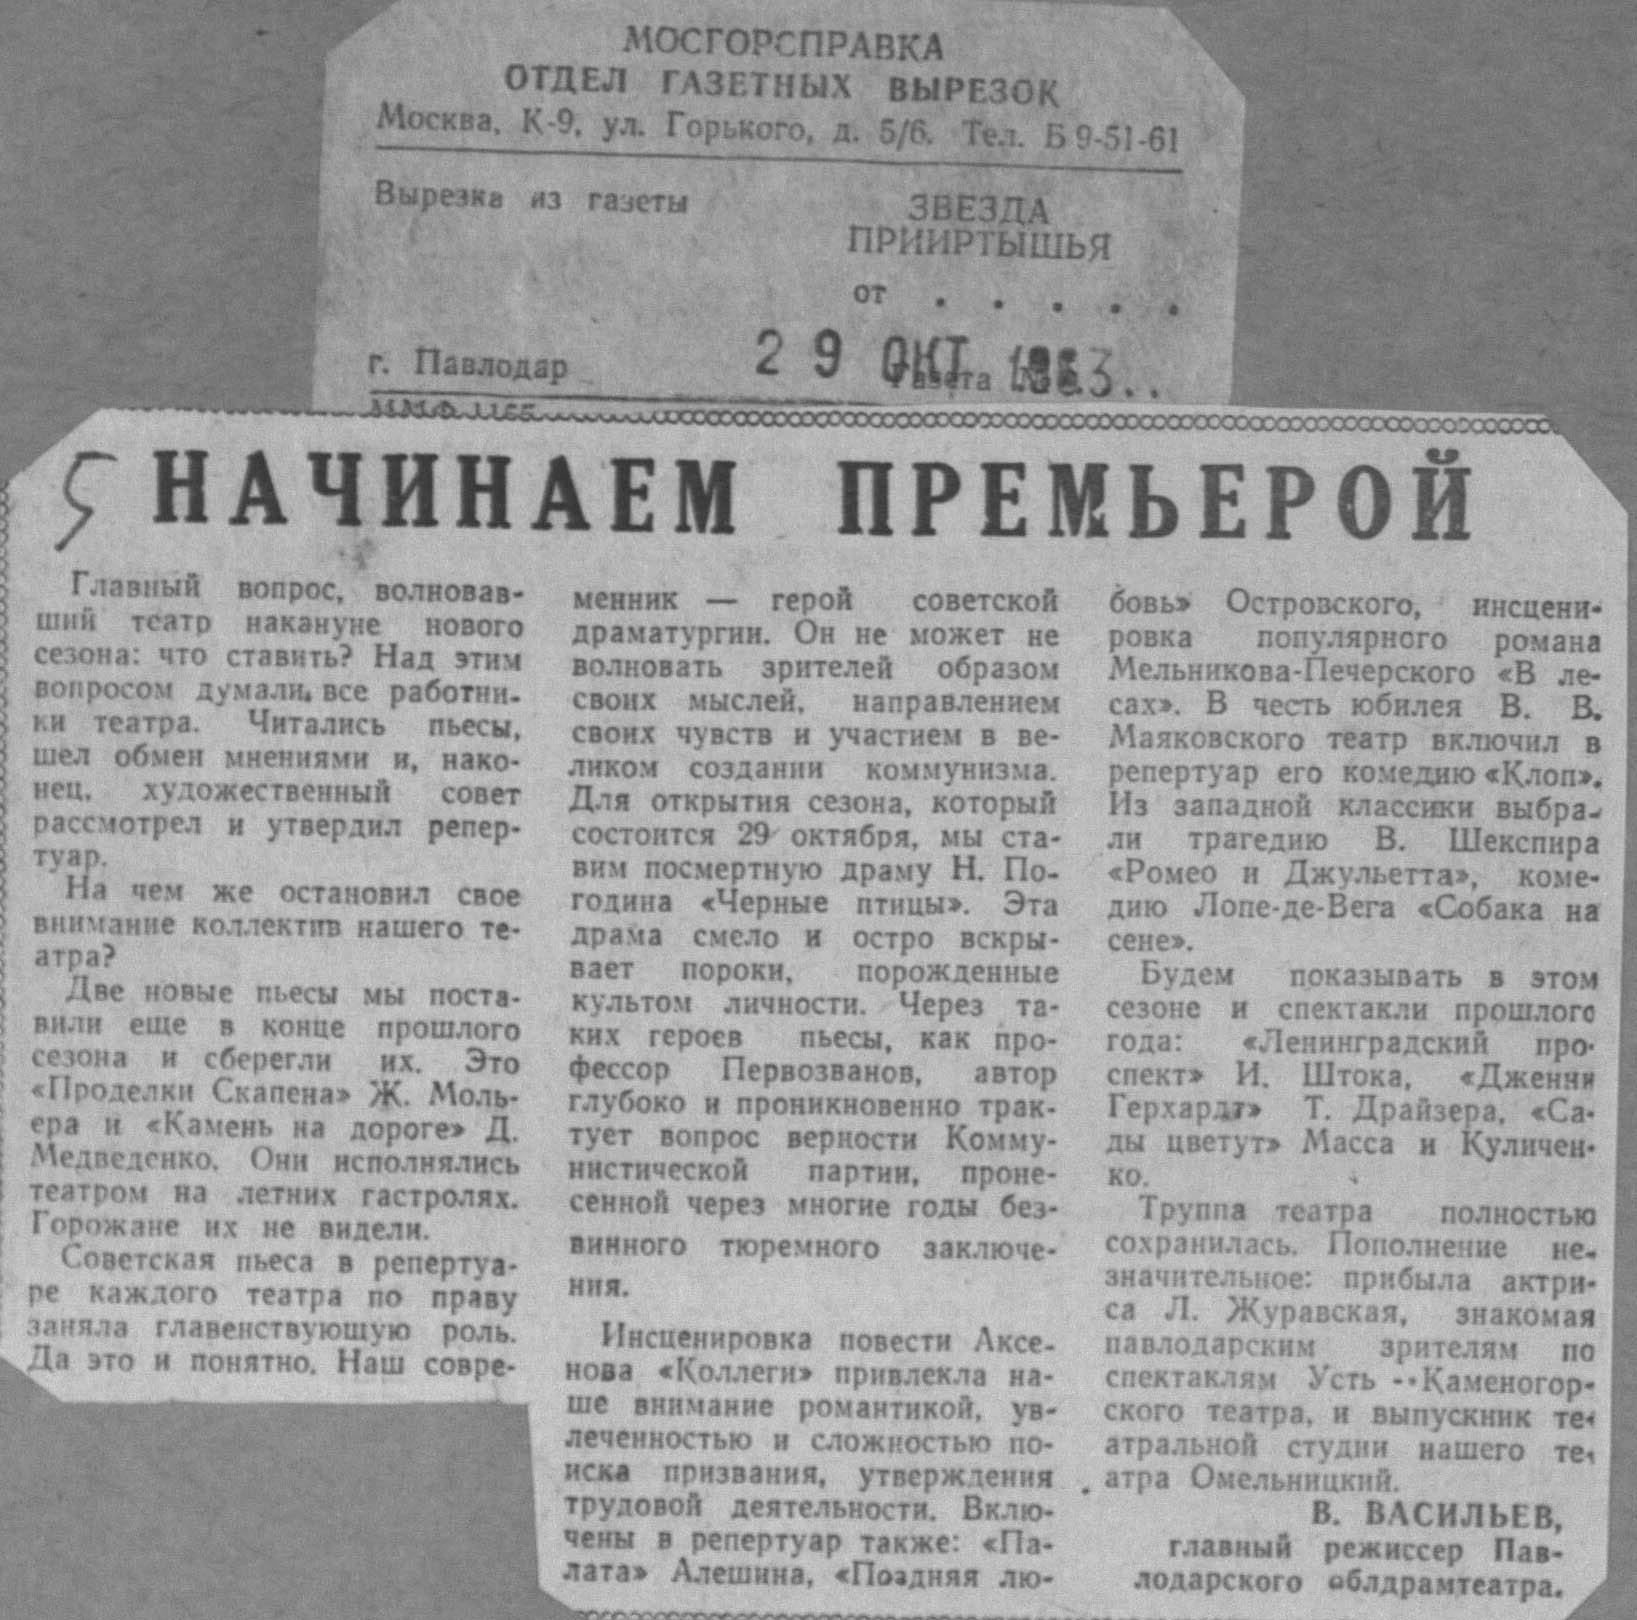 МОСГОРСПРАВКА
ОТДЕЛ ГАЗЕТНЫХ ВЫРЕЗОК
Москва, К-9, ул. Горького, д. 5/6. Тел. Б 9-51-61
Вырезка из газеты
ЗВЕЗДА
ПРИИРТЫШЬЯ
от . . . . .
г. Павлодар
29 ОКТ 1963
Газета
5
НАЧИНАЕМ ПРЕМЬЕРОЙ
Главный вопрос, волновав-
ший театр накануне нового
сезона: что ставить? Над этим
вопросом думали все работни-
ки театра. Читались пьесы,
шел обмен мнениями и, нако-
нец, художественный совет
рассмотрел и утвердил репер-
туар.
На чем же остановил свое
внимание коллектив нашего те-
атра?
Две новые пьесы мы поста-
вили еще в конце прошлого
сезона и сберегли их. Это
«Проделки Скапена» Ж. Моль-
ера и «Камень на дороге» Д.
Медведенко. Они исполнялись
театром на летних гастролях.
Горожане их не видели.
Советская пьеса в репертуа-
ре каждого театра по праву
заняла главенствующую роль.
Да это и понятно. Наш совре-
менник — герой советской
драматургии. Он не может не
волновать зрителей образом
своих мыслей, направлением
своих чувств и участием в ве-
ликом создании коммунизма.
Для открытия сезона, который
состоится 29 октября, мы ста-
вим посмертную драму Н. По-
година «Черные птицы». Эта
драма смело и остро вскры-
вает пороки, порожденные
культом личности. Через та-
ких героев пьесы, как про-
фессор Первозванов, автор
глубоко и проникновенно трак-
тует вопрос верности Комму-
нистической партии, проне-
сенной через многие годы без-
винного тюремного заключе-
ния.
Инсценировка повести Аксе-
нова «Коллеги» привлекла на-
ше внимание романтикой, ув-
леченностью и сложностью по-
иска призвания, утверждения
трудовой деятельности. Вклю-
чены в репертуар также: «Па-
лата» Алешина, «Поздняя лю-
бовь» Островского, инсцени-
ровка популярного романа
Мельникова-Печерского «В ле-
сах». В честь юбилея В. В.
Маяковского театр включил в
репертуар его комедию «Клоп».
Из западной классики выбра-
ли трагедию В. Шекспира
«Ромео и Джульетта», коме-
дию Лопе-де-Вега «Собака на
сене».
Будем показывать в этом
сезоне и спектакли прошлого
года: «Ленинградский про-
спект» И. Штока, «Дженни
Герхардт» Т. Драйзера, «Са-
ды цветут» Масса и Куличен-
ко.
Труппа театра полностью
сохранилась. Пополнение не-
значительное: прибыла актри-
са Л. Журавская, знакомая
павлодарским зрителям по
спектаклям Усть-Каменогор-
ского театра, и выпускник те-
атральной студии нашего те-
атра Омельницкий.
В. ВАСИЛЬЕВ,
главный режиссер Пав-
лодарского облдрамтеатра.